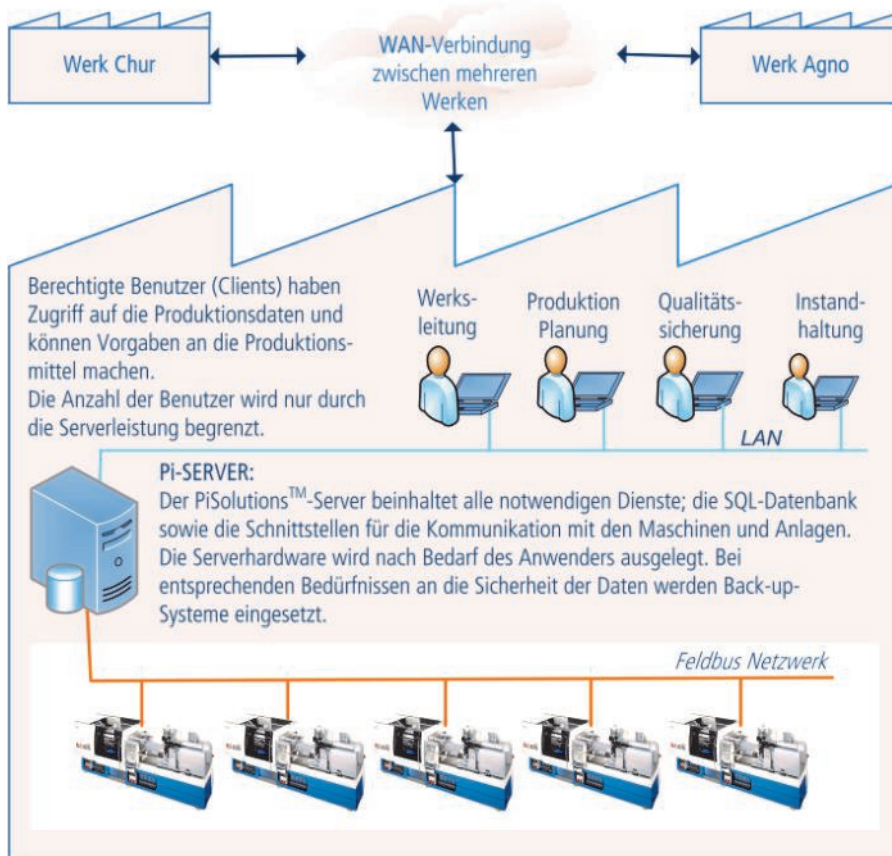 Werk Chur
WAN-Verbindung
zwischen mehreren
Werken
Werk Agno
Berechtigte Benutzer (Clients) haben
Zugriff auf die Produktionsdaten und
können Vorgaben an die Produktions-
mittel machen.
Die Anzahl der Benutzer wird nur durch
die Serverleistung begrenzt.
Werks-
leitung
Produktion
Planung
Qualitäts-
sicherung
Instand-
haltung
LAN
Pi-SERVER:
Der PiSolutions™-Server beinhaltet alle notwendigen Dienste; die SQL-Datenbank
sowie die Schnittstellen für die Kommunikation mit den Maschinen und Anlagen.
Die Serverhardware wird nach Bedarf des Anwenders ausgelegt. Bei
entsprechenden Bedürfnissen an die Sicherheit der Daten werden Back-up-
Systeme eingesetzt.
Feldbus Netzwerk